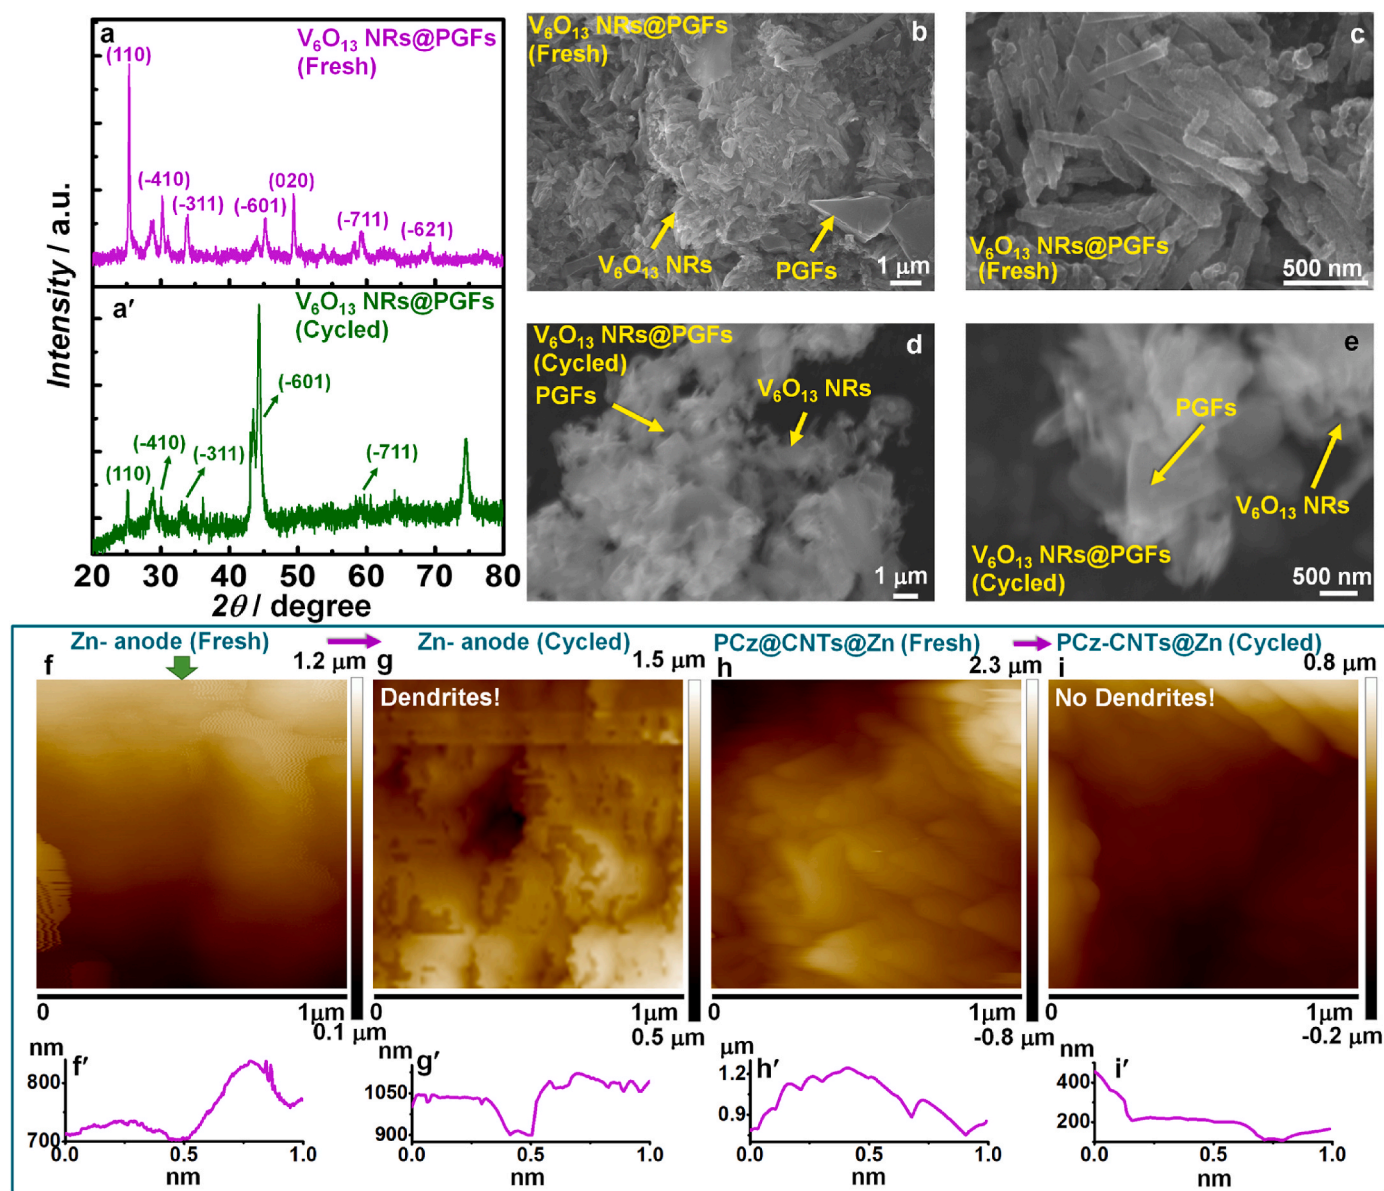 a
V₆O₁₃ NRs@PGFs
(Fresh)
(110)
(-410)
(-311)
(-601)
(020)
(-711)
(-621)
a′
V₆O₁₃ NRs@PGFs
(Cycled)
(110)
(-410)
(-311)
(-601)
(-711)
Intensity / a.u.
20 30 40 50 60 70 80
2θ / degree
V₆O₁₃ NRs@PGFs
(Fresh)
b
V₆O₁₃ NRs
PGFs
1 μm
c
V₆O₁₃ NRs@PGFs
(Fresh)
500 nm
V₆O₁₃ NRs@PGFs
(Cycled)
d
PGFs
V₆O₁₃ NRs
1 μm
e
PGFs
V₆O₁₃ NRs
V₆O₁₃ NRs@PGFs
(Cycled)
500 nm
Zn- anode (Fresh)
Zn- anode (Cycled)
PCz@CNTs@Zn (Fresh)
PCz-CNTs@Zn (Cycled)
f
1.2 μm
0 1μm
0.1 μm
g
1.5 μm
Dendrites!
0 1μm
0.5 μm
h
2.3 μm
0 1μm
-0.8 μm
i
0.8 μm
No Dendrites!
0 1μm
-0.2 μm
nm
f′
800
700
0.0 0.5 1.0
nm
nm
g′
1050
900
0.0 0.5 1.0
nm
μm
h′
1.2
0.9
0.0 0.5 1.0
nm
nm
i′
400
200
0.0 0.5 1.0
nm